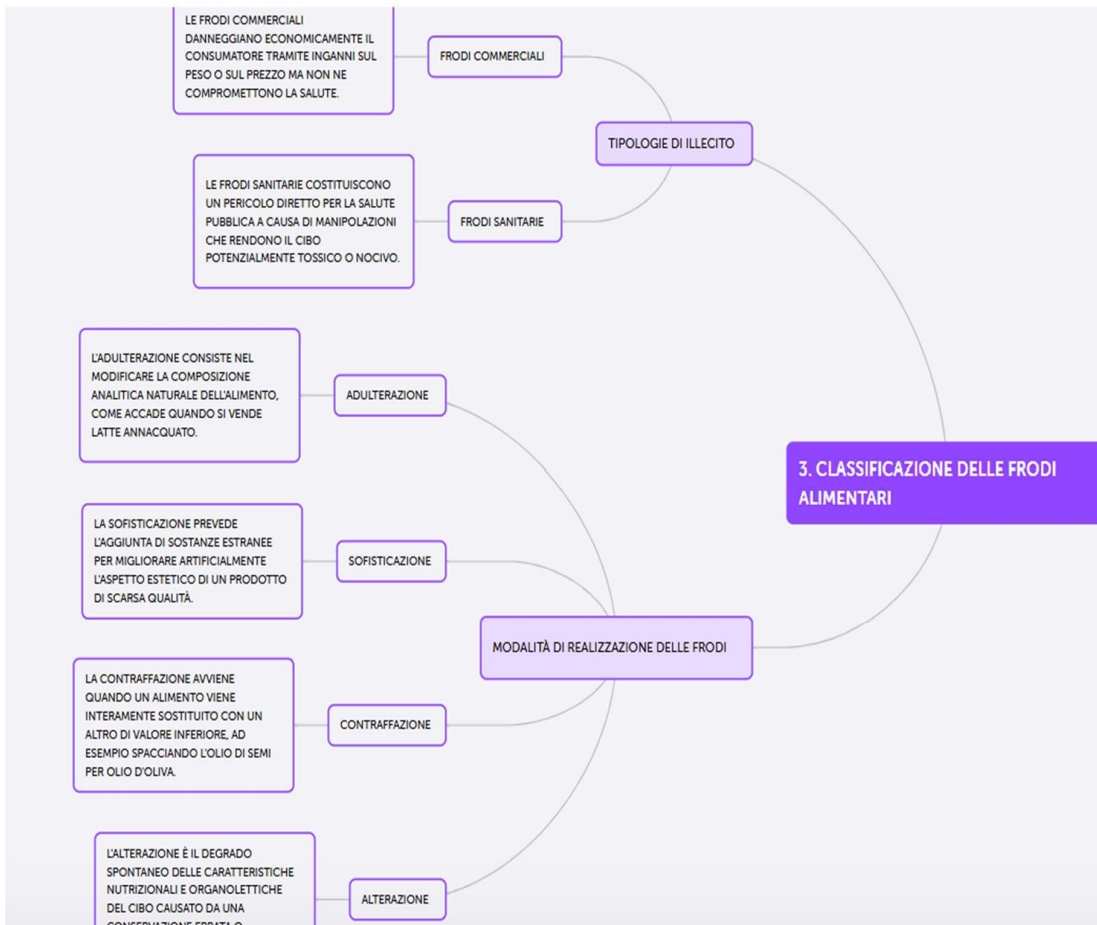 LE FRODI COMMERCIALI
DANNEGGIANO ECONOMICAMENTE IL
CONSUMATORE TRAMITE INGANNI SUL
PESO O SUL PREZZO MA NON NE
COMPROMETTONO LA SALUTE.
FRODI COMMERCIALI
TIPOLOGIE DI ILLECITO
LE FRODI SANITARIE COSTITUISCONO
UN PERICOLO DIRETTO PER LA SALUTE
PUBBLICA A CAUSA DI MANIPOLAZIONI
CHE RENDONO IL CIBO
POTENZIALMENTE TOSSICO O NOCIVO.
FRODI SANITARIE
L'ADULTERAZIONE CONSISTE NEL
MODIFICARE LA COMPOSIZIONE
ANALITICA NATURALE DELL'ALIMENTO,
COME ACCADE QUANDO SI VENDE
LATTE ANNACQUATO.
ADULTERAZIONE
3. CLASSIFICAZIONE DELLE FRODI
ALIMENTARI
LA SOFISTICAZIONE PREVEDE
L'AGGIUNTA DI SOSTANZE ESTRANEE
PER MIGLIORARE ARTIFICIALMENTE
L'ASPETTO ESTETICO DI UN PRODOTTO
DI SCARSA QUALITÀ.
SOFISTICAZIONE
MODALITÀ DI REALIZZAZIONE DELLE FRODI
LA CONTRAFFAZIONE AVVIENE
QUANDO UN ALIMENTO VIENE
INTERAMENTE SOSTITUITO CON UN
ALTRO DI VALORE INFERIORE, AD
ESEMPIO SPACCIANDO L'OLIO DI SEMI
PER OLIO D'OLIVA.
CONTRAFFAZIONE
L'ALTERAZIONE È IL DEGRADO
SPONTANEO DELLE CARATTERISTICHE
NUTRIZIONALI E ORGANOLETTICHE
DEL CIBO CAUSATO DA UNA
CONSERVAZIONE ERRATA O
ALTERAZIONE